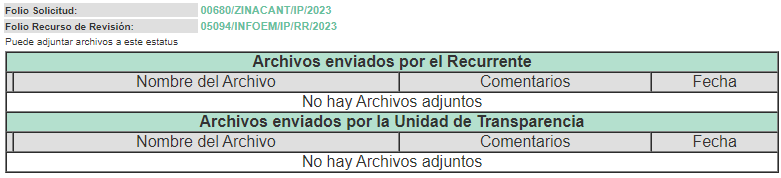 Folio Solicitud: 00680/ZINACANT/IP/2023
Folio Recurso de Revisión: 05094/INFOEM/IP/RR/2023
Puede adjuntar archivos a este estatus
Archivos enviados por el Recurrente
Nombre del Archivo Comentarios Fecha
No hay Archivos adjuntos
Archivos enviados por la Unidad de Transparencia
Nombre del Archivo Comentarios Fecha
No hay Archivos adjuntos